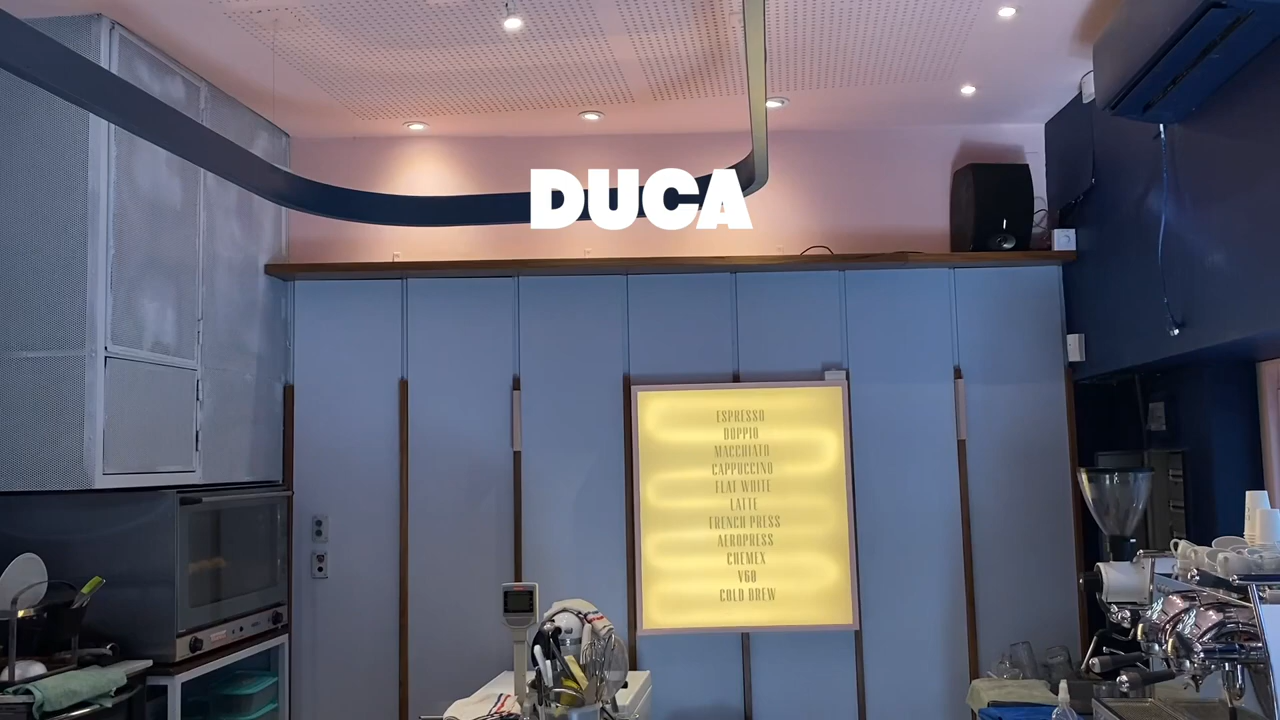 DUCA
ESPRESSO
DOPPIO
MACCHIATO
CAPPUCCINO
FLAT WHITE
LATTE
FRENCH PRESS
AEROPRESS
CHEMEX
V60
COLD BREW